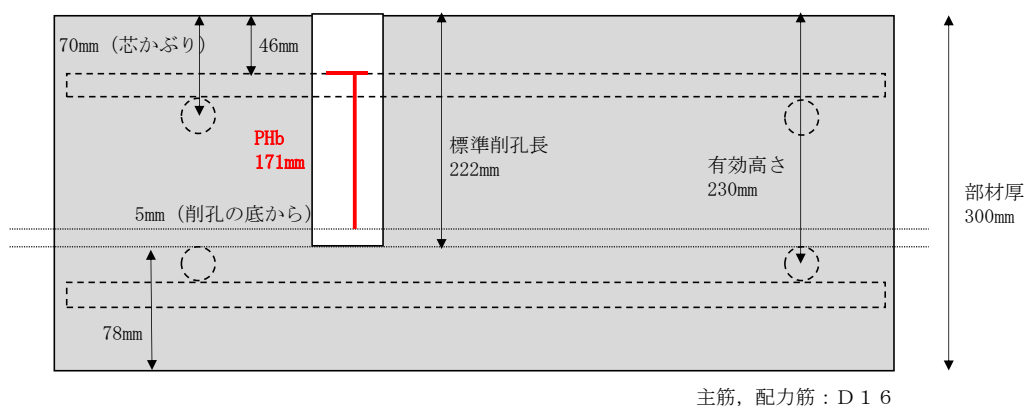 70mm（芯かぶり）
46mm
PHb
171mm
標準削孔長
222mm
有効高さ
230mm
部材厚
300mm
5mm（削孔の底から）
78mm
主筋，配力筋：Ｄ１６